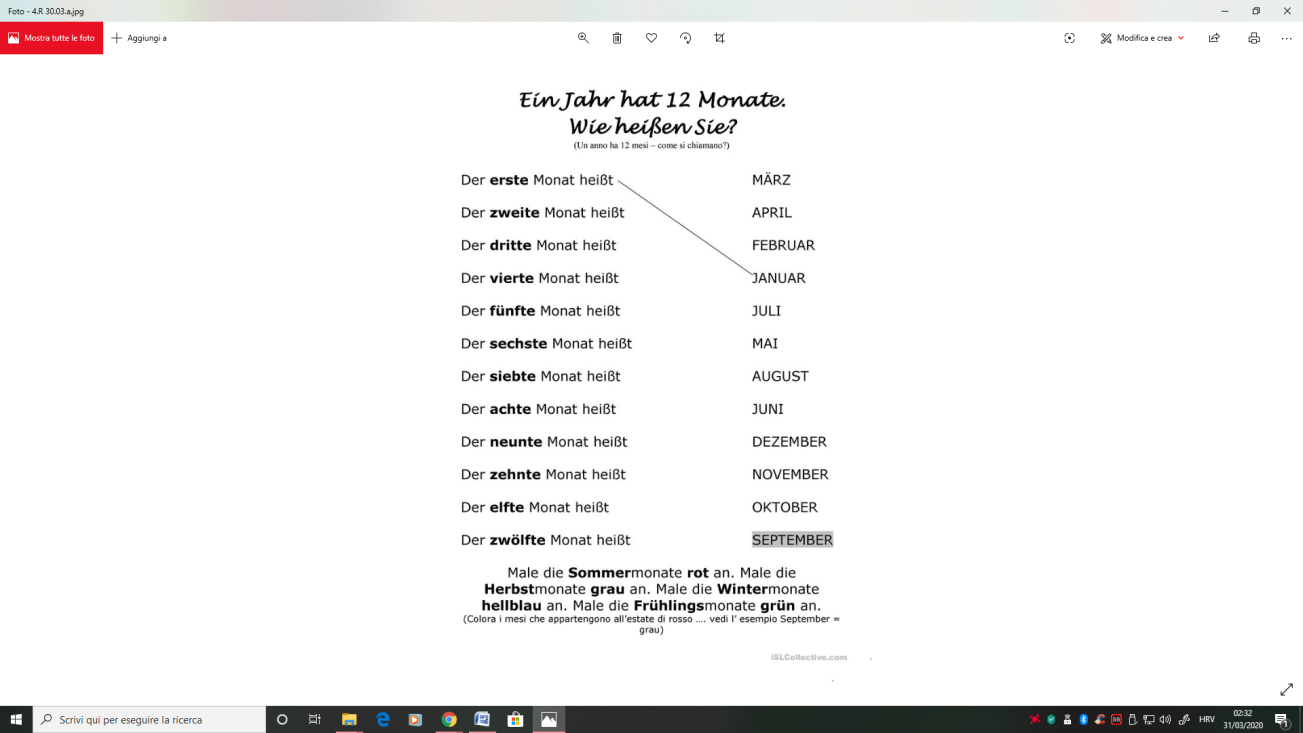 Foto - 4.R 30.03.a.jpg
Mostra tutte le foto
Aggiungi a
Modifica e crea
Ein Jahr hat 12 Monate.
Wie heißen Sie?
(Un anno ha 12 mesi – come si chiamano?)
Der erste Monat heißt MÄRZ
Der zweite Monat heißt APRIL
Der dritte Monat heißt FEBRUAR
Der vierte Monat heißt JANUAR
Der fünfte Monat heißt JULI
Der sechste Monat heißt MAI
Der siebte Monat heißt AUGUST
Der achte Monat heißt JUNI
Der neunte Monat heißt DEZEMBER
Der zehnte Monat heißt NOVEMBER
Der elfte Monat heißt OKTOBER
Der zwölfte Monat heißt SEPTEMBER
Male die Sommermonate rot an. Male die
Herbstmonate grau an. Male die Wintermonate
hellblau an. Male die Frühlingsmonate grün an.
(Colora i mesi che appartengono all'estate di rosso .... vedi l' esempio September =
grau)
iSLCollective.com
Scrivi qui per eseguire la ricerca
HRV
02:32
31/03/2020
1